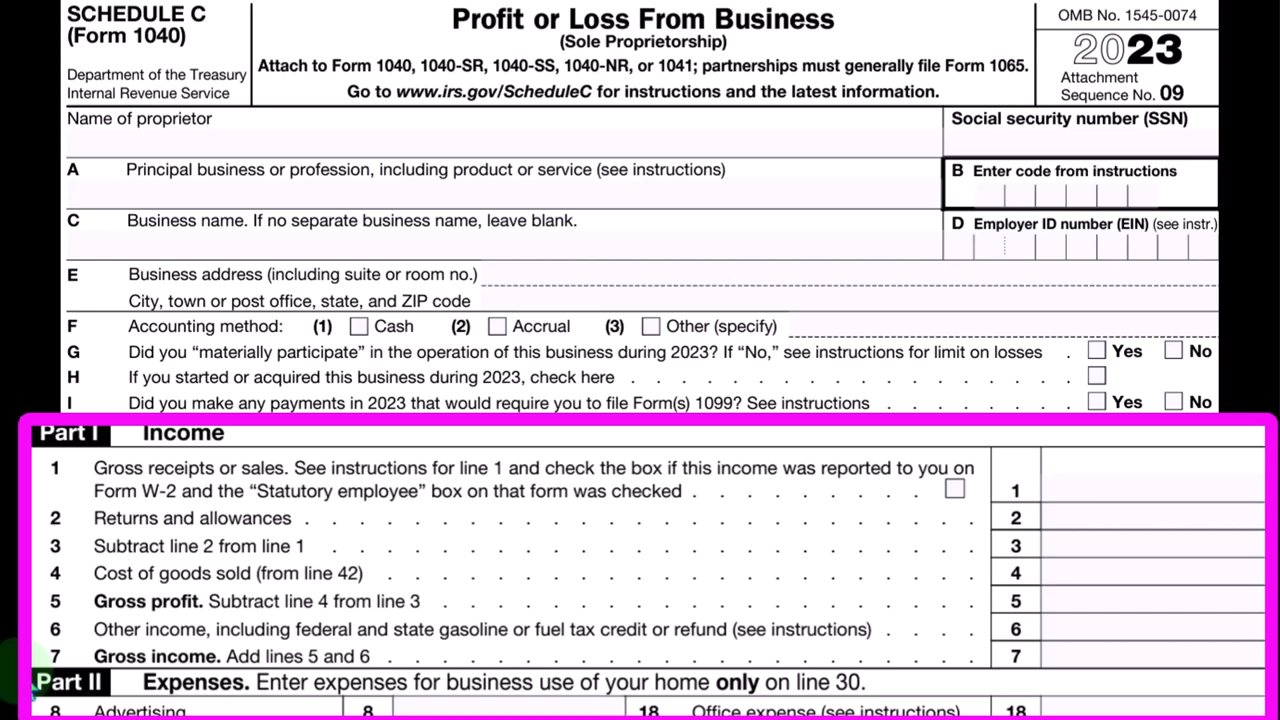 SCHEDULE C
(Form 1040)
Department of the Treasury
Internal Revenue Service
Profit or Loss From Business
(Sole Proprietorship)
Attach to Form 1040, 1040-SR, 1040-SS, 1040-NR, or 1041; partnerships must generally file Form 1065.
Go to www.irs.gov/ScheduleC for instructions and the latest information.
OMB No. 1545-0074
2023
Attachment
Sequence No. 09
Name of proprietor
Social security number (SSN)
A Principal business or profession, including product or service (see instructions)
B Enter code from instructions
C Business name. If no separate business name, leave blank.
D Employer ID number (EIN) (see instr.)
E Business address (including suite or room no.)
City, town or post office, state, and ZIP code
F Accounting method: (1) Cash (2) Accrual (3) Other (specify)
G Did you “materially participate” in the operation of this business during 2023? If “No,” see instructions for limit on losses . Yes No
H If you started or acquired this business during 2023, check here . . . . . . . . . . . . . . . .
I Did you make any payments in 2023 that would require you to file Form(s) 1099? See instructions . . . . . . . . Yes No
Part I Income
1 Gross receipts or sales. See instructions for line 1 and check the box if this income was reported to you on
Form W-2 and the “Statutory employee” box on that form was checked . . . . . . . . . 1
2 Returns and allowances . . . . . . . . . . . . . . . . . . . . . . . . . 2
3 Subtract line 2 from line 1 . . . . . . . . . . . . . . . . . . . . . . . . 3
4 Cost of goods sold (from line 42) . . . . . . . . . . . . . . . . . . . . . . 4
5 Gross profit. Subtract line 4 from line 3 . . . . . . . . . . . . . . . . . . . . 5
6 Other income, including federal and state gasoline or fuel tax credit or refund (see instructions) . . . . 6
7 Gross income. Add lines 5 and 6 . . . . . . . . . . . . . . . . . . . . . . 7
Part II Expenses. Enter expenses for business use of your home only on line 30.
8 Advertising 8 18 Office expense (see instructions) 18